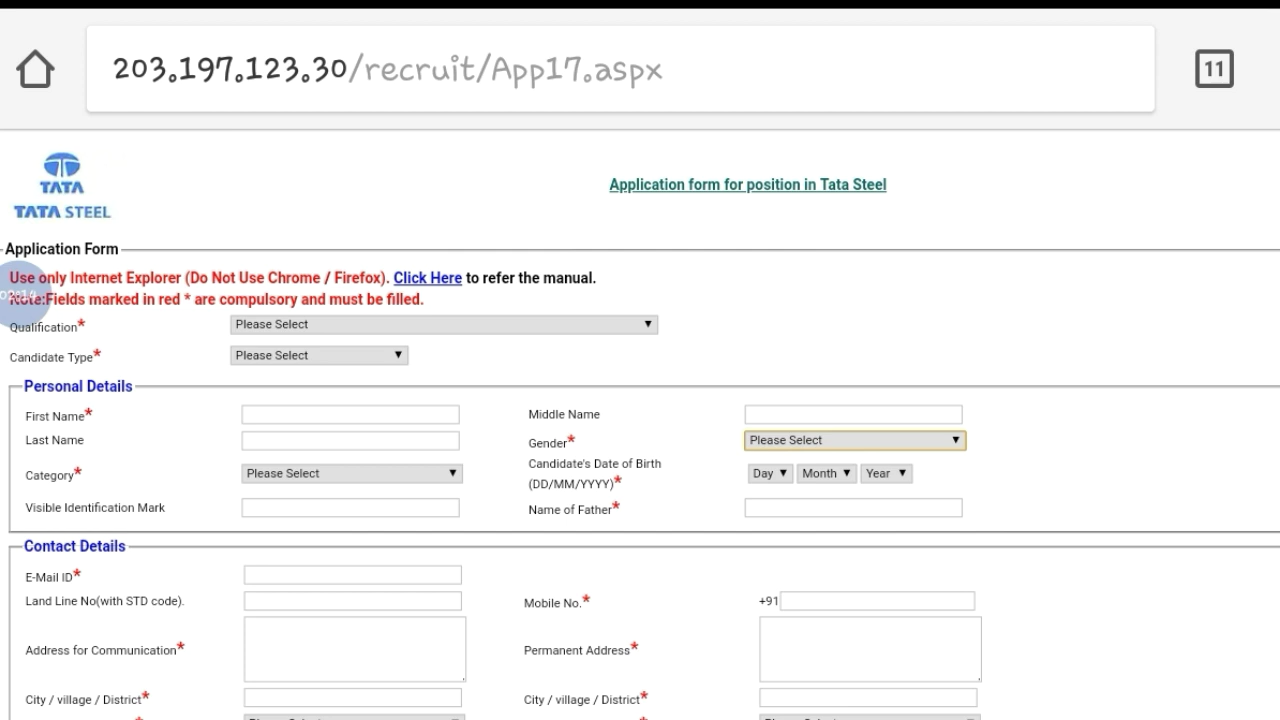 203.197.123.30/recruit/App17.aspx
11
TATA
TATA STEEL
Application form for position in Tata Steel
Application Form
Use only Internet Explorer (Do Not Use Chrome / Firefox). Click Here to refer the manual.
Note:Fields marked in red * are compulsory and must be filled.
Qualification* Please Select
Candidate Type* Please Select
Personal Details
First Name* Middle Name
Last Name Gender* Please Select
Category* Please Select Candidate's Date of Birth (DD/MM/YYYY)* Day Month Year
Visible Identification Mark Name of Father*
Contact Details
E-Mail ID*
Land Line No(with STD code). Mobile No.* +91
Address for Communication* Permanent Address*
City / village / District* City / village / District*